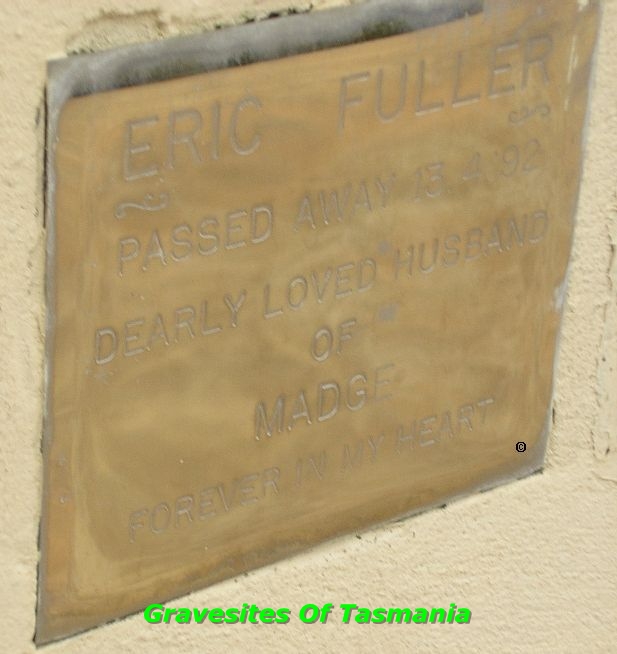 ERIC FULLER
PASSED AWAY 13.4.92
DEARLY LOVED HUSBAND
OF
MADGE
FOREVER IN MY HEART
©
Gravesites Of Tasmania